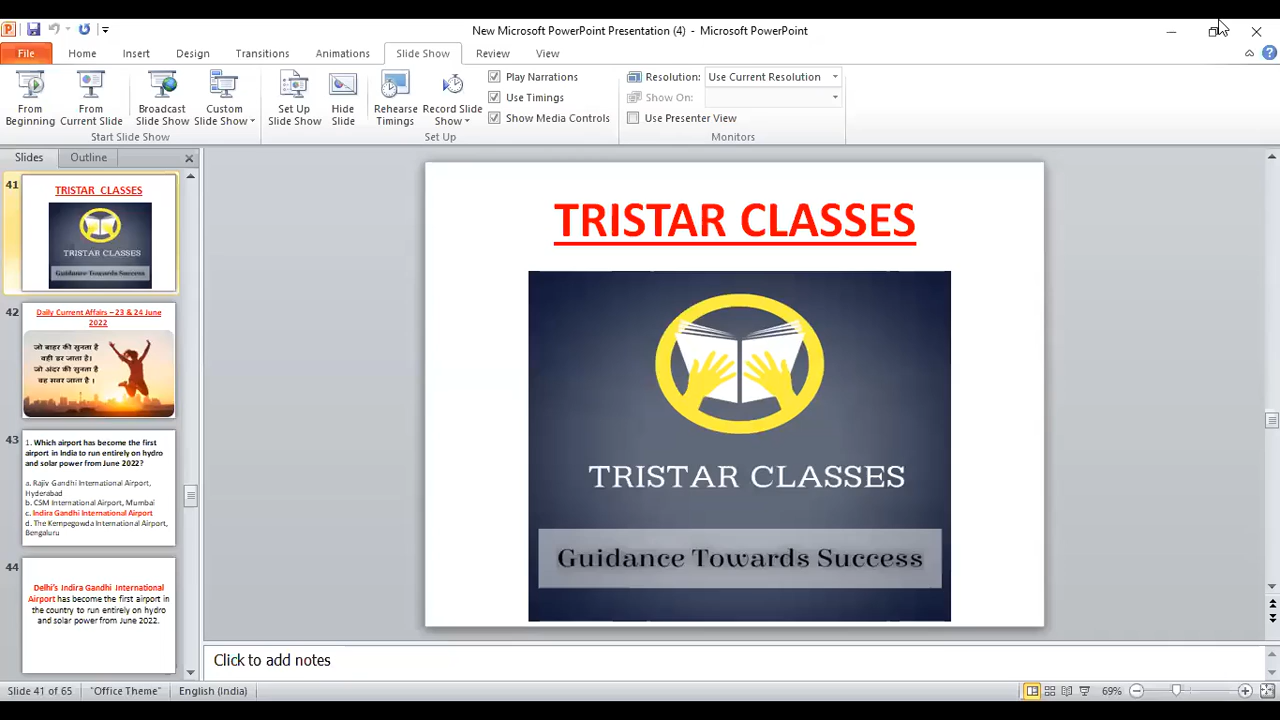 New Microsoft PowerPoint Presentation (4) - Microsoft PowerPoint
File Home Insert Design Transitions Animations Slide Show Review View
From Beginning
From Current Slide
Broadcast Slide Show
Custom Slide Show
Start Slide Show
Set Up Slide Show
Hide Slide
Rehearse Timings
Record Slide Show
Play Narrations
Use Timings
Show Media Controls
Set Up
Resolution: Use Current Resolution
Show On:
Use Presenter View
Monitors
Slides Outline
41
TRISTAR CLASSES
TRISTAR CLASSES
Guidance Towards Success
42
Daily Current Affairs – 23 & 24 June
2022
जो बाहर की सुनता है
वही डर जाता है।
जो अंदर की सुनता है
वह सवर जाता है ।
43
1. Which airport has become the first
airport in India to run entirely on hydro
and solar power from June 2022?
a. Rajiv Gandhi International Airport,
Hyderabad
b. CSM International Airport, Mumbai
c. Indira Gandhi International Airport
d. The Kempegowda International Airport,
Bengaluru
44
Delhi's Indira Gandhi International
Airport has become the first airport in
the country to run entirely on hydro
and solar power from June 2022.
TRISTAR CLASSES
TRISTAR CLASSES
Guidance Towards Success
Click to add notes
Slide 41 of 65 "Office Theme" English (India) 69%